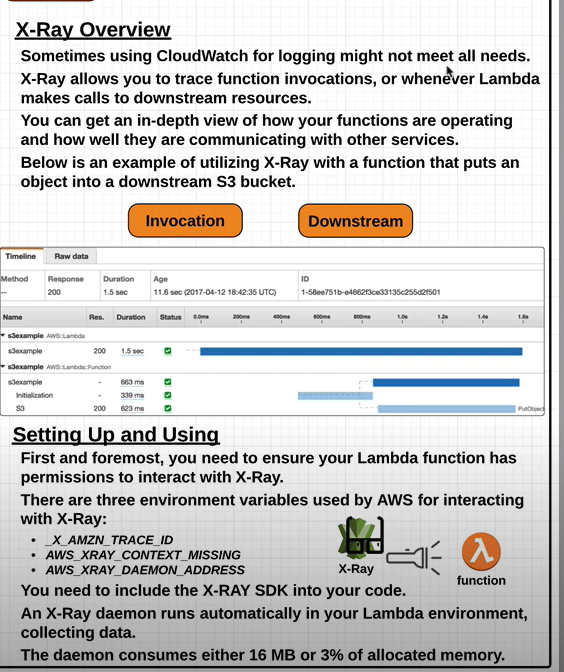 X-Ray Overview
Sometimes using CloudWatch for logging might not meet all needs.
X-Ray allows you to trace function invocations, or whenever Lambda
makes calls to downstream resources.
You can get an in-depth view of how your functions are operating
and how well they are communicating with other services.
Below is an example of utilizing X-Ray with a function that puts an
object into a downstream S3 bucket.
Invocation Downstream
Timeline Raw data
Method Response Duration Age ID
-- 200 1.5 sec 11.6 sec (2017-04-12 18:42:35 UTC) 1-58ee751b-e4662f3ce33135c255d2f501
Name Res. Duration Status 0.0ms 200ms 400ms 600ms 800ms 1.0s 1.2s 1.4s 1.6s
s3example AWS::Lambda
s3example 200 1.5 sec
s3example AWS::Lambda::Function
s3example - 663 ms
Initialization - 339 ms
S3 200 623 ms PutObject
Setting Up and Using
First and foremost, you need to ensure your Lambda function has
permissions to interact with X-Ray.
There are three environment variables used by AWS for interacting
with X-Ray:
• _X_AMZN_TRACE_ID
• AWS_XRAY_CONTEXT_MISSING
• AWS_XRAY_DAEMON_ADDRESS
X-Ray
function
You need to include the X-RAY SDK into your code.
An X-Ray daemon runs automatically in your Lambda environment,
collecting data.
The daemon consumes either 16 MB or 3% of allocated memory.